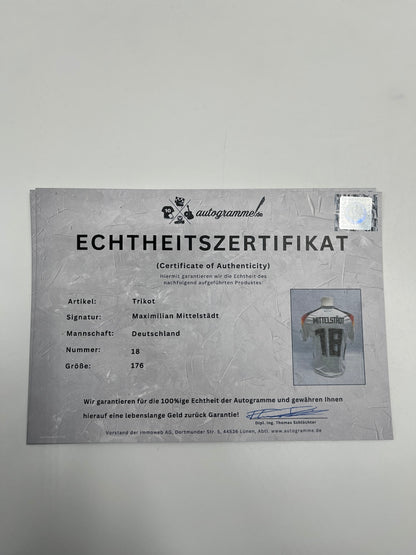 autogramme.de
ECHTHEITSZERTIFIKAT
(Certificate of Authenticity)
Hiermit garantieren wir die Echtheit des
nachfolgend aufgeführten Produktes
Artikel: Trikot
Signatur: Maximilian Mittelstädt
Mannschaft: Deutschland
Nummer: 18
Größe: 176
MITTELSTÄDT
18
Wir garantieren für die 100%ige Echtheit der Autogramme und gewähren Ihnen
hierauf eine lebenslange Geld zurück Garantie!
Dipl. Ing. Thomas Schlächter
Vorstand der Immoweb AG, Dortmunder Str. 5, 44536 Lünen, Abtl. www.autogramme.de